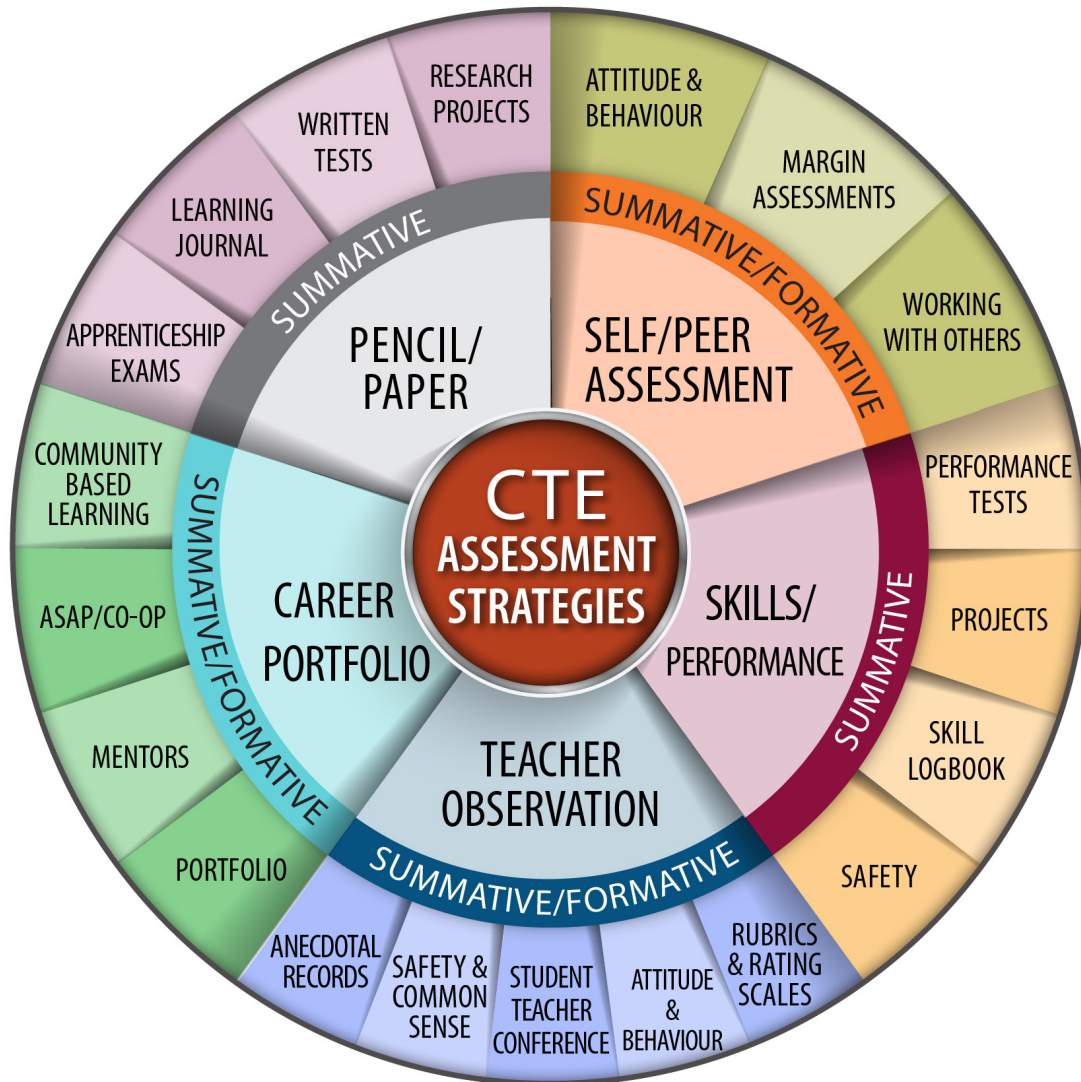 CTE
ASSESSMENT
STRATEGIES
PENCIL/
PAPER
SUMMATIVE
APPRENTICESHIP
EXAMS
LEARNING
JOURNAL
WRITTEN
TESTS
RESEARCH
PROJECTS
SELF/PEER
ASSESSMENT
SUMMATIVE/FORMATIVE
ATTITUDE &
BEHAVIOUR
MARGIN
ASSESSMENTS
WORKING
WITH OTHERS
SKILLS/
PERFORMANCE
SUMMATIVE
PERFORMANCE
TESTS
PROJECTS
SKILL
LOGBOOK
SAFETY
TEACHER
OBSERVATION
SUMMATIVE/FORMATIVE
RUBRICS
& RATING
SCALES
ATTITUDE
&
BEHAVIOUR
STUDENT
TEACHER
CONFERENCE
SAFETY &
COMMON
SENSE
ANECDOTAL
RECORDS
CAREER
PORTFOLIO
SUMMATIVE/FORMATIVE
PORTFOLIO
MENTORS
ASAP/CO-OP
COMMUNITY
BASED
LEARNING